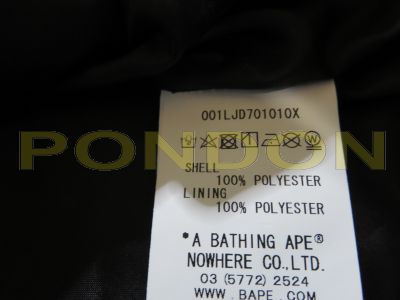 001LJD701010X
PONDON
SHELL
100% POLYESTER
LINING
100% POLYESTER
*A BATHING APE®
NOWHERE CO.,LTD.
03 (5772) 2524
WWW.BAPE.COM